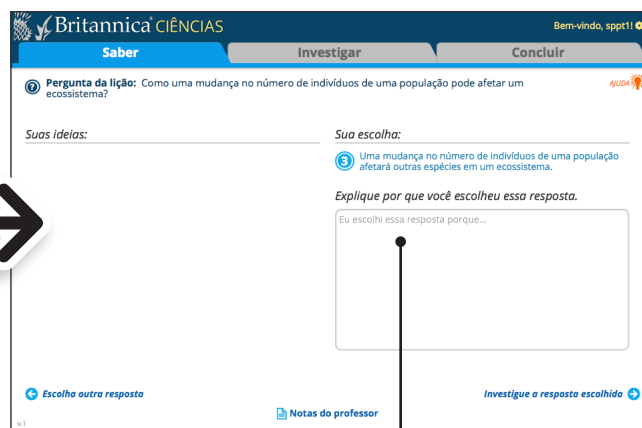 Britannica® CIÊNCIAS
Bem-vindo, sppt1!
Saber
Investigar
Concluir
Pergunta da lição: Como uma mudança no número de indivíduos de uma população pode afetar um
ecossistema?
AJUDA
Suas ideias:
Sua escolha:
3 Uma mudança no número de indivíduos de uma população
afetará outras espécies em um ecossistema.
Explique por que você escolheu essa resposta.
Eu escolhi essa resposta porque...
Escolha outra resposta
Investigue a resposta escolhida
Notas do professor
v.1